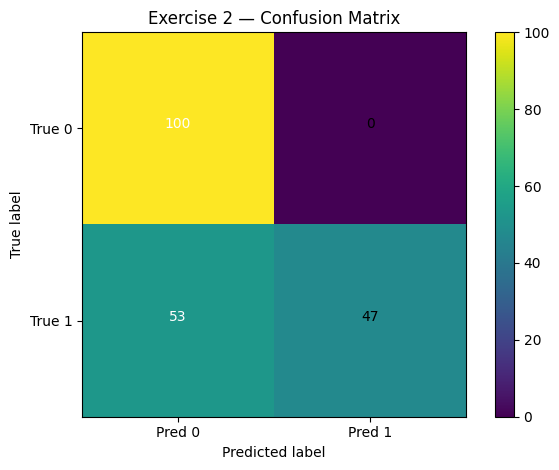 Exercise 2 — Confusion Matrix
True label
True 0
100
0
True 1
53
47
Pred 0
Pred 1
Predicted label
100
80
60
40
20
0